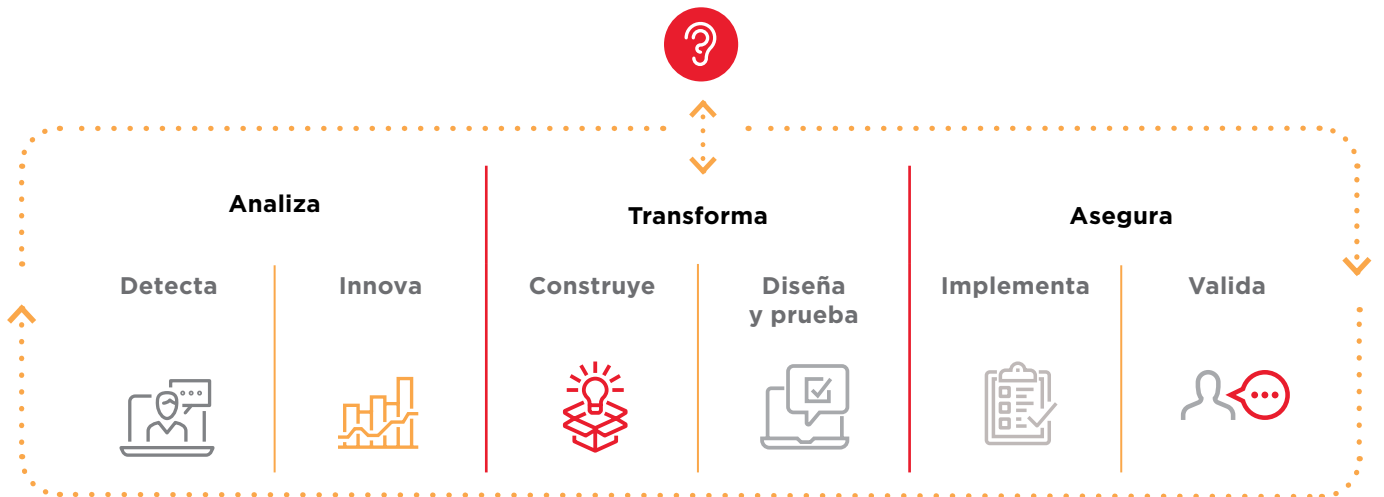 Analiza
Transforma
Asegura
Detecta
Innova
Construye
Diseña
y prueba
Implementa
Valida